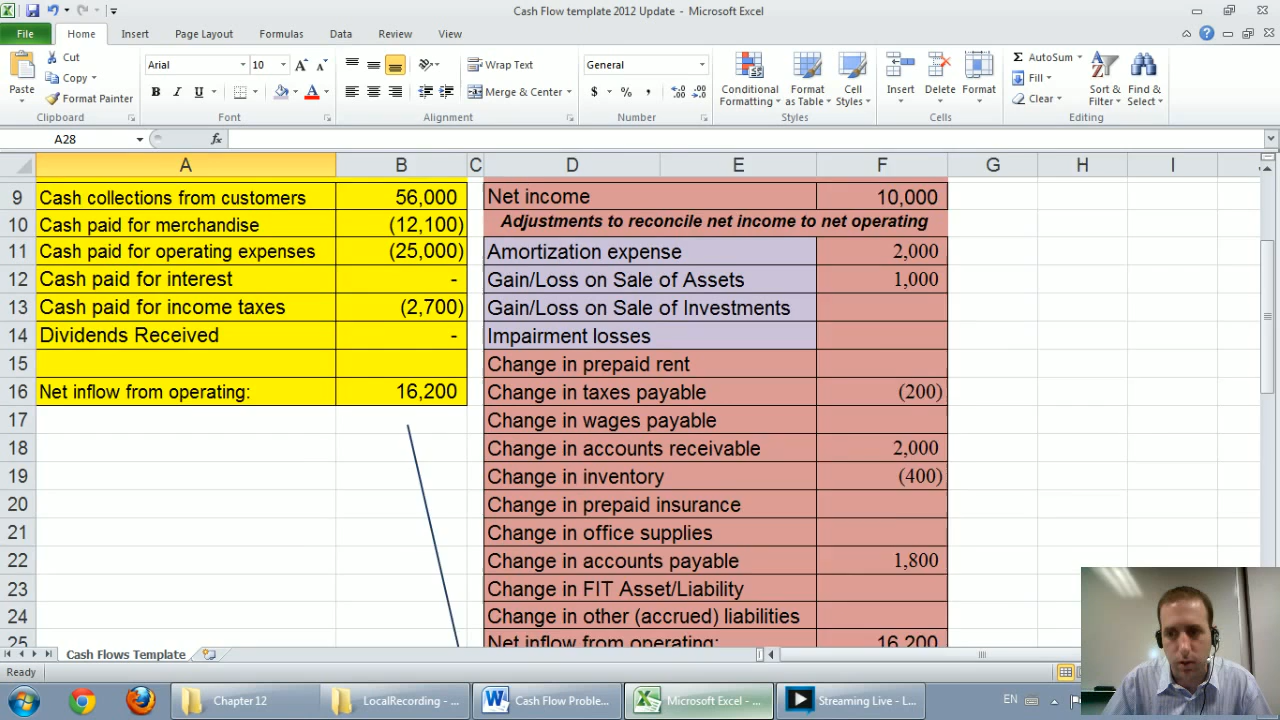 Cash Flow template 2012 Update - Microsoft Excel
File Home Insert Page Layout Formulas Data Review View
Cut
Copy
Format Painter
Paste
Clipboard
Arial 10
Font
Wrap Text
Merge & Center
Alignment
General
Number
Conditional Formatting
Format as Table
Cell Styles
Styles
Insert Delete Format
Cells
AutoSum
Fill
Clear
Sort & Filter
Find & Select
Editing
A28
A B C D E F G H I
9 Cash collections from customers 56,000 Net income 10,000
10 Cash paid for merchandise (12,100) Adjustments to reconcile net income to net operating
11 Cash paid for operating expenses (25,000) Amortization expense 2,000
12 Cash paid for interest - Gain/Loss on Sale of Assets 1,000
13 Cash paid for income taxes (2,700) Gain/Loss on Sale of Investments
14 Dividends Received - Impairment losses
15 Change in prepaid rent
16 Net inflow from operating: 16,200 Change in taxes payable (200)
17 Change in wages payable
18 Change in accounts receivable 2,000
19 Change in inventory (400)
20 Change in prepaid insurance
21 Change in office supplies
22 Change in accounts payable 1,800
23 Change in FIT Asset/Liability
24 Change in other (accrued) liabilities
25 Net inflow from operating: 16,200
Cash Flows Template
Ready
Chapter 12
LocalRecording - ...
Cash Flow Proble...
Microsoft Excel - ...
Streaming Live - L...
EN